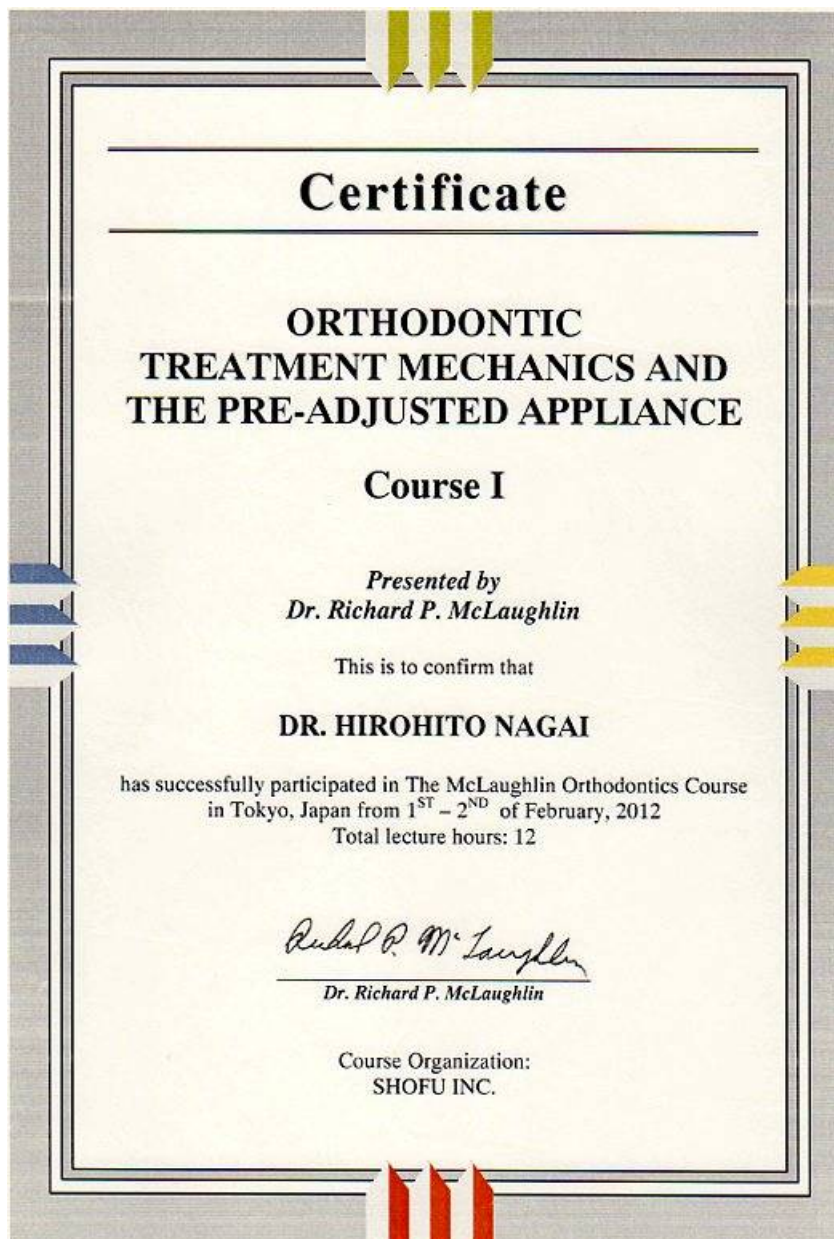 Certificate
ORTHODONTIC
TREATMENT MECHANICS AND
THE PRE-ADJUSTED APPLIANCE
Course I
Presented by
Dr. Richard P. McLaughlin
This is to confirm that
DR. HIROHITO NAGAI
has successfully participated in The McLaughlin Orthodontics Course
in Tokyo, Japan from 1ST – 2ND of February, 2012
Total lecture hours: 12
Richard P. McLaughlin
Dr. Richard P. McLaughlin
Course Organization:
SHOFU INC.